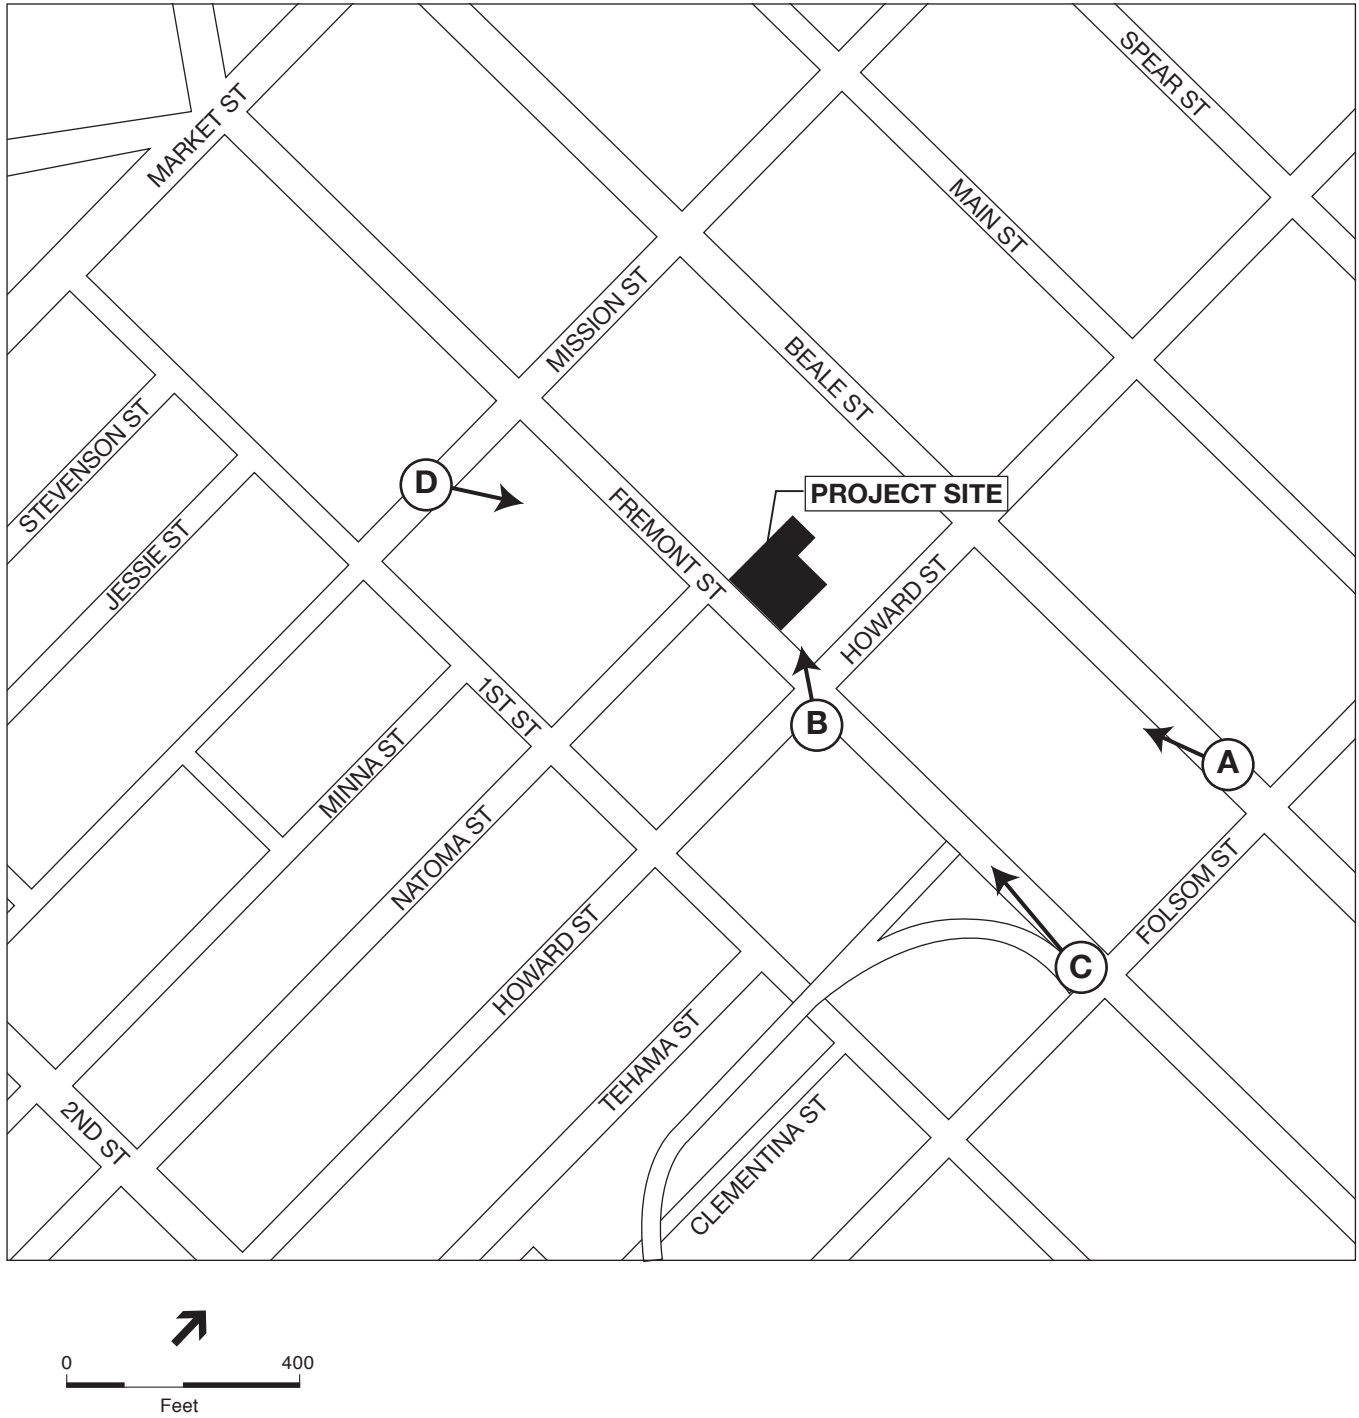 SPEAR ST
MARKET ST
MAIN ST
MISSION ST
BEALE ST
STEVENSON ST
D
FREMONT ST
PROJECT SITE
JESSIE ST
HOWARD ST
1ST ST
B
MINNA ST
A
NATOMA ST
FOLSOM ST
HOWARD ST
C
TEHAMA ST
2ND ST
CLEMENTINA ST
0 400
Feet